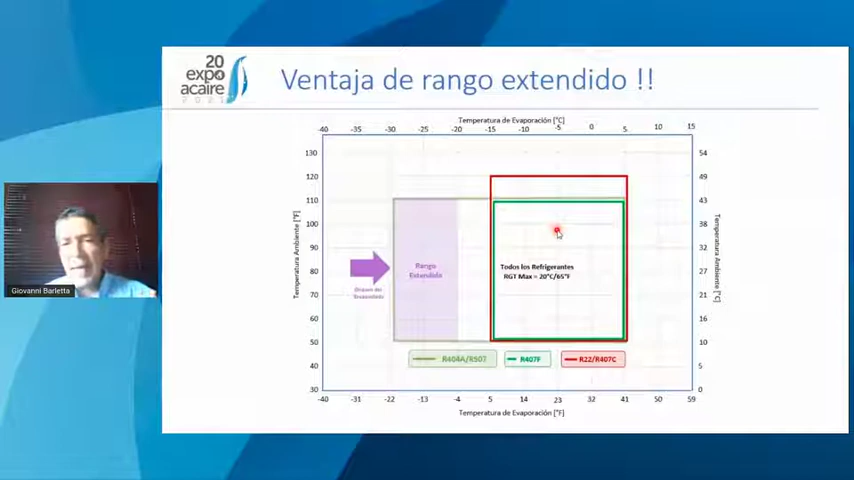 20
expo
acaire
2021
Ventaja de rango extendido !!
Temperatura de Evaporación [°C]
-40 -35 -30 -25 -20 -15 -10 -5 0 5 10 15
130 54
120 49
110 43
100 38
90 32
80 27
70 21
60 16
50 10
40 5
30 0
Temperatura Ambiente [°F]
Temperatura Ambiente [°C]
Rango
Extendido
Todos los Refrigerantes
RGT Max = 20°C/65°F
R404A/R507 R407F R22/R407C
-40 -31 -22 -13 -4 5 14 23 32 41 50 59
Temperatura de Evaporación [°F]
Giovanni Barletta